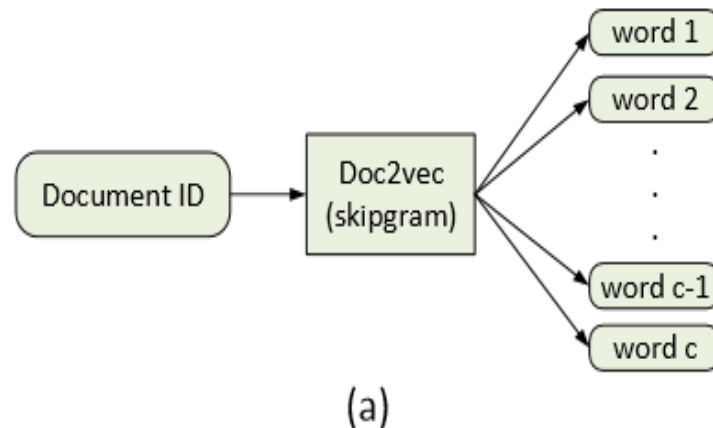 word 1
word 2
.
.
.
Document ID
Doc2vec
(skipgram)
word c-1
word c
(a)